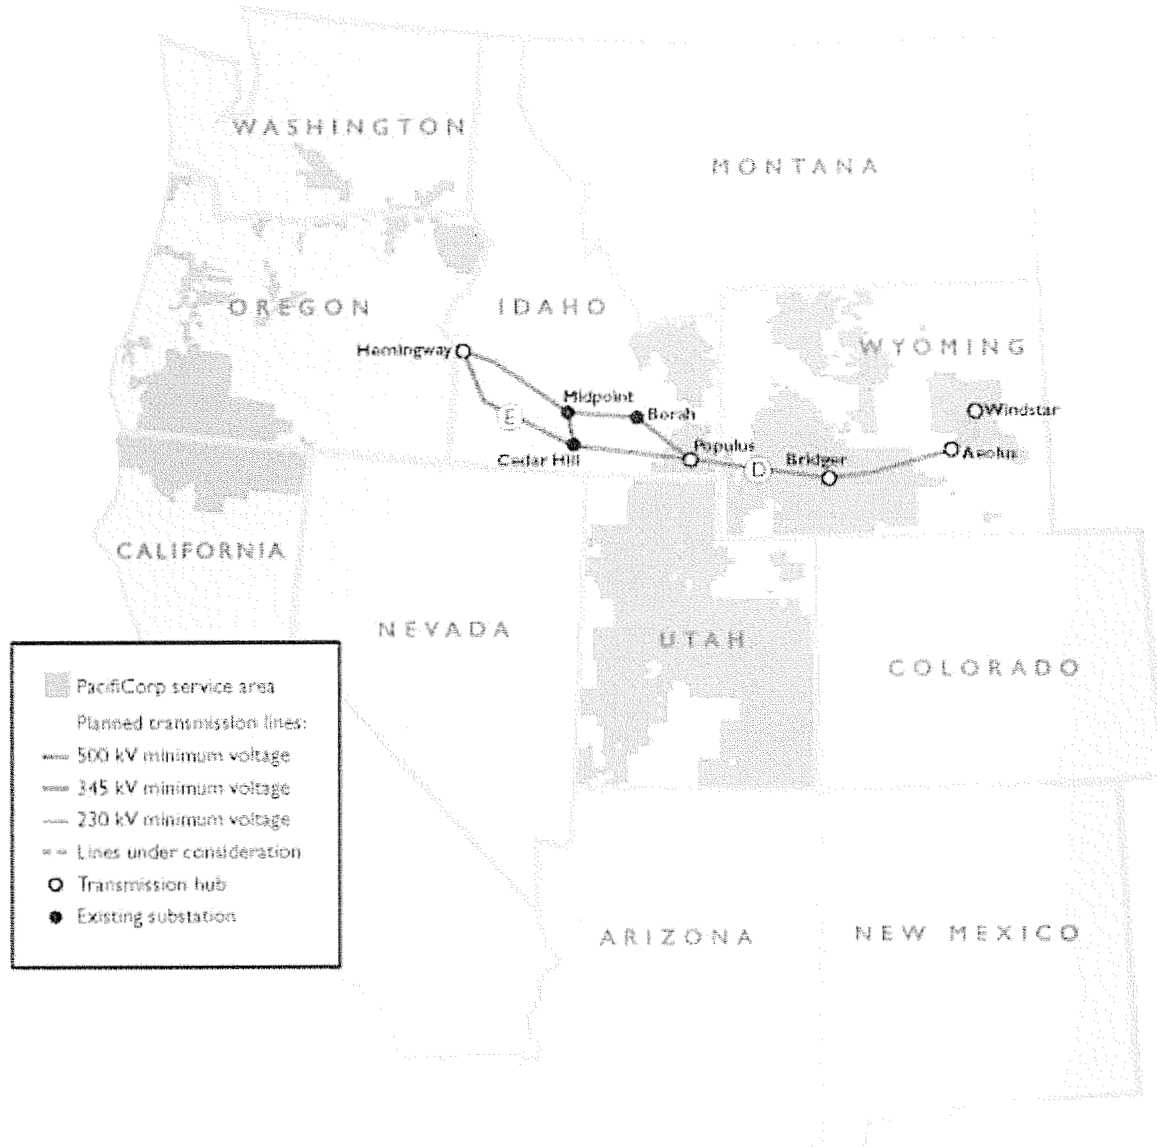 WASHINGTON
MONTANA
OREGON
IDAHO
WYOMING
Hemingway
Midpoint
Borah
Windstar
E
Cedar Hill
Populus
D
Bridger
Aeolus
CALIFORNIA
NEVADA
UTAH
COLORADO
PacifiCorp service area
Planned transmission lines:
500 kV minimum voltage
345 kV minimum voltage
230 kV minimum voltage
Lines under consideration
Transmission hub
Existing substation
ARIZONA
NEW MEXICO